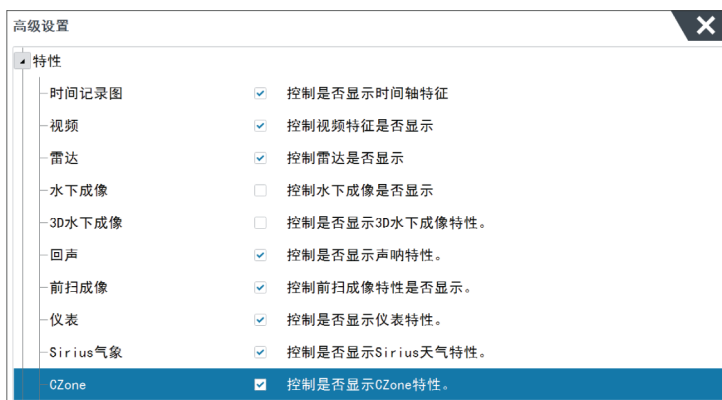 高级设置
特性
时间记录图 控制是否显示时间轴特征
视频 控制视频特征是否显示
雷达 控制雷达是否显示
水下成像 控制水下成像是否显示
3D水下成像 控制是否显示3D水下成像特性。
回声 控制是否显示声呐特性。
前扫成像 控制前扫成像特性是否显示。
仪表 控制是否显示仪表特性。
Sirius气象 控制是否显示Sirius天气特性。
CZone 控制是否显示CZone特性。